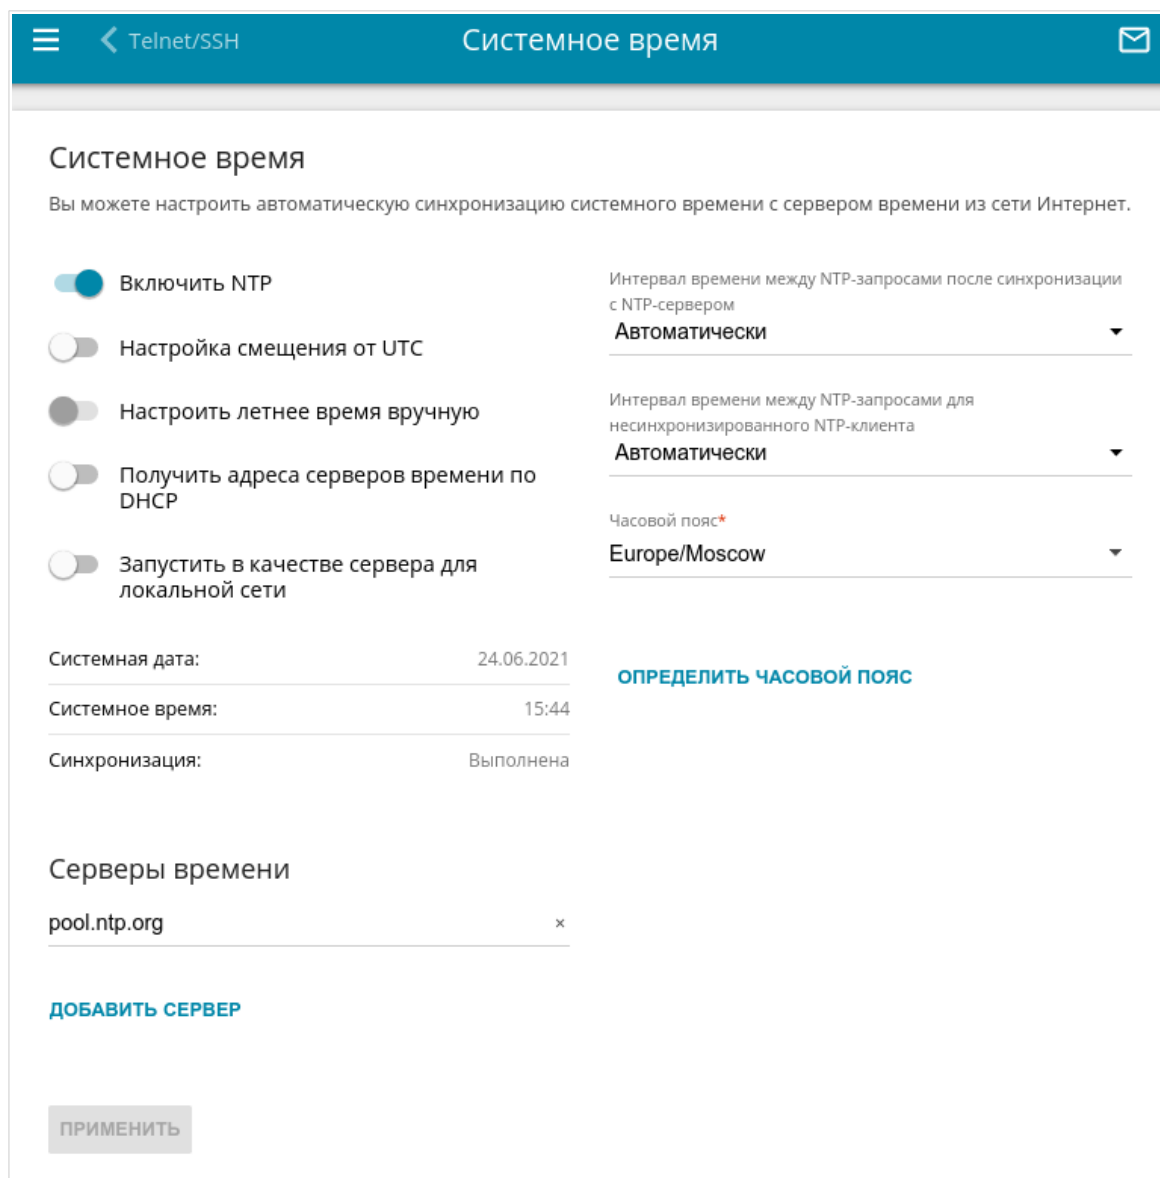 Telnet/SSH
Системное время
Системное время
Вы можете настроить автоматическую синхронизацию системного времени с сервером времени из сети Интернет.
Включить NTP
Настройка смещения от UTC
Настроить летнее время вручную
Получить адреса серверов времени по
DHCP
Запустить в качестве сервера для
локальной сети
Интервал времени между NTP-запросами после синхронизации
с NTP-сервером
Автоматически
Интервал времени между NTP-запросами для
несинхронизированного NTP-клиента
Автоматически
Часовой пояс*
Europe/Moscow
Системная дата: 24.06.2021
Системное время: 15:44
Синхронизация: Выполнена
ОПРЕДЕЛИТЬ ЧАСОВОЙ ПОЯС
Серверы времени
pool.ntp.org ×
ДОБАВИТЬ СЕРВЕР
ПРИМЕНИТЬ